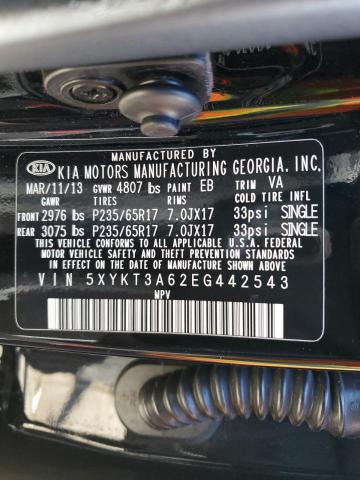 MANUFACTURED BY
KIA KIA MOTORS MANUFACTURING GEORGIA, INC.
MAR/11/13 GVWR 4807 lbs PAINT EB TRIM VA
GAWR TIRES RIMS COLD TIRE INFL
FRONT 2976 lbs P235/65R17 7.0JX17 33psi SINGLE
REAR 3075 lbs P235/65R17 7.0JX17 33psi SINGLE
THIS VEHICLE CONFORMS TO ALL APPLICABLE U.S.A. FEDERAL
MOTOR VEHICLE SAFETY AND THEFT PREVENTION STANDARDS
IN EFFECT ON THE DATE OF MANUFACTURE SHOWN ABOVE.
VIN 5XYKT3A62EG442543
MPV